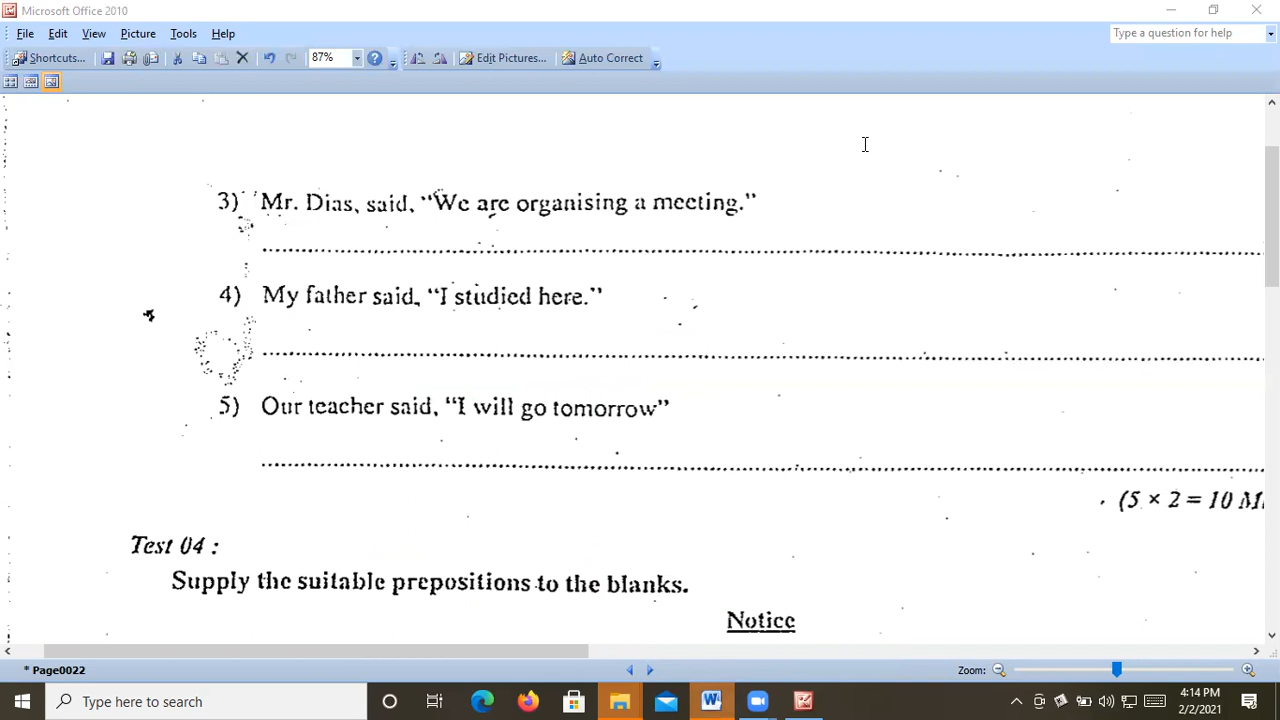 Microsoft Office 2010
File Edit View Picture Tools Help
Type a question for help
Shortcuts... 87% Edit Pictures... Auto Correct
3) Mr. Dias, said, “We are organising a meeting.”
4) My father said, “I studied here.”
5) Our teacher said, “I will go tomorrow”
(5 × 2 = 10 M
Test 04 :
Supply the suitable prepositions to the blanks.
Notice
* Page0022
Zoom:
Type here to search
4:14 PM
2/2/2021